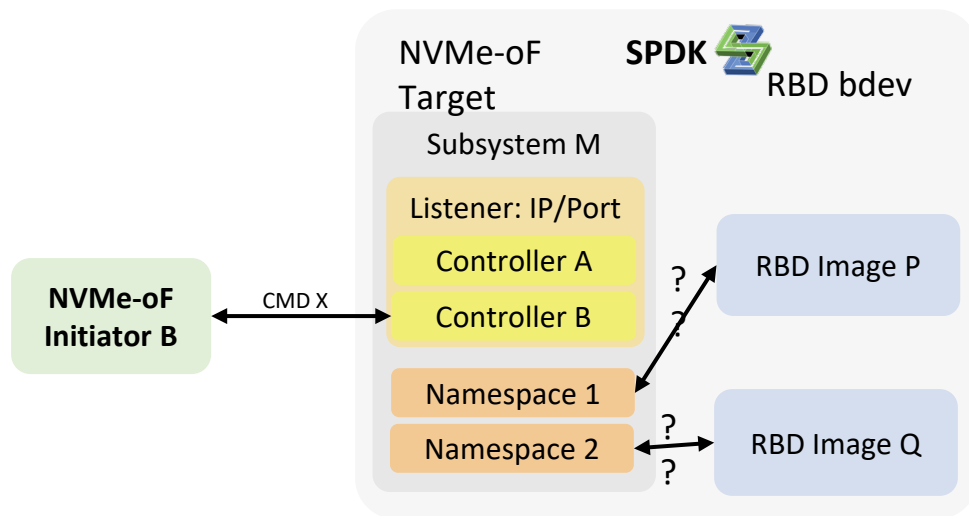 NVMe-oF
Target
SPDK
RBD bdev
Subsystem M
Listener: IP/Port
Controller A
Controller B
Namespace 1
Namespace 2
NVMe-oF
Initiator B
CMD X
?
?
RBD Image P
?
?
RBD Image Q